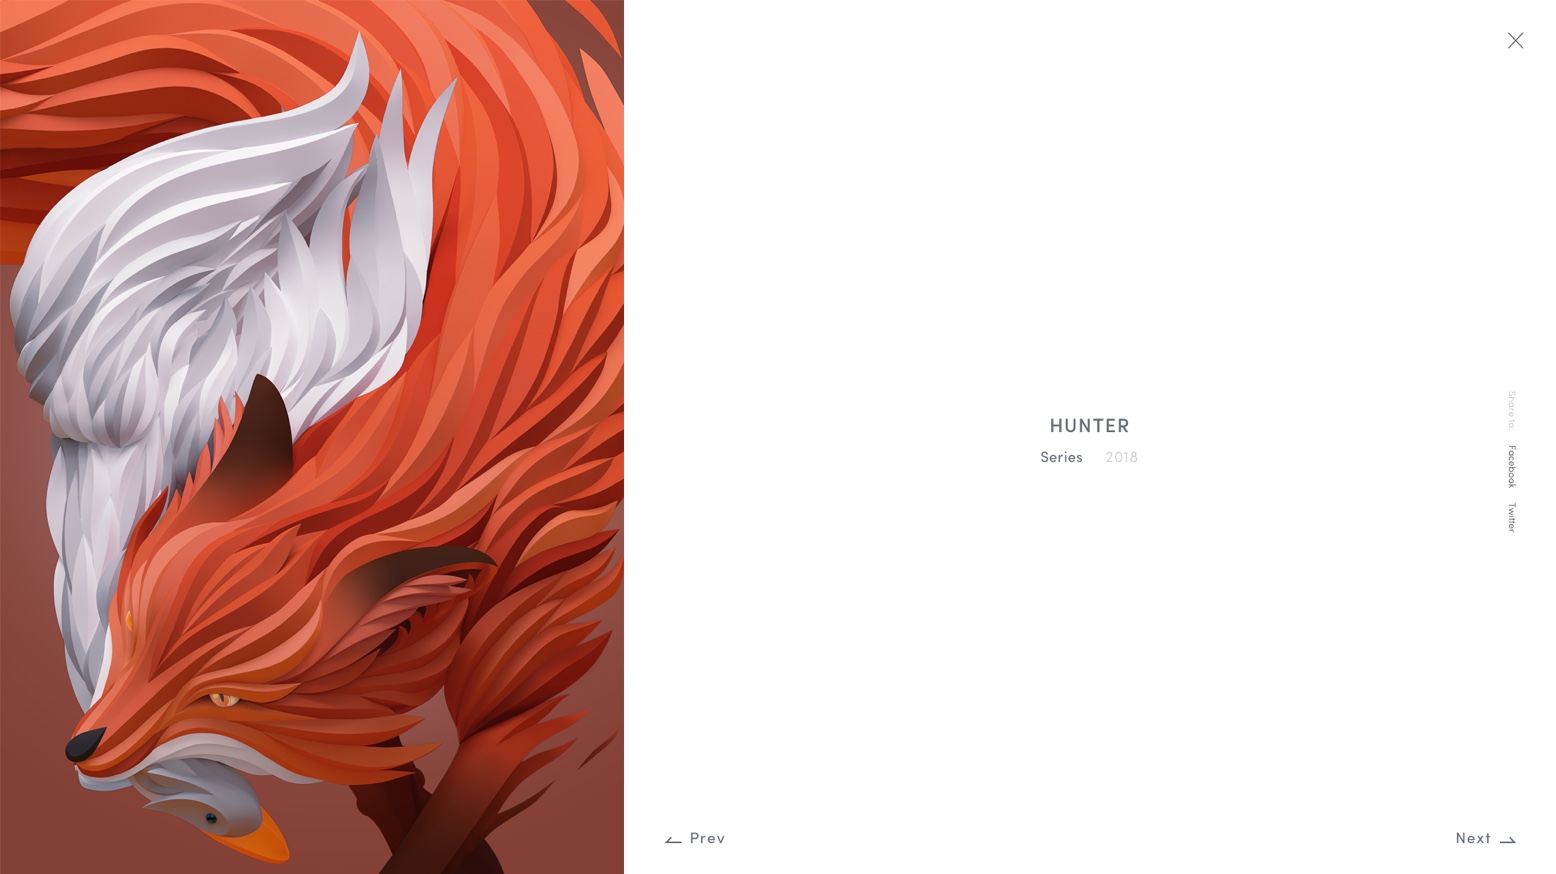 HUNTER
Series 2018
Share to:
Facebook
Twitter
Prev
Next